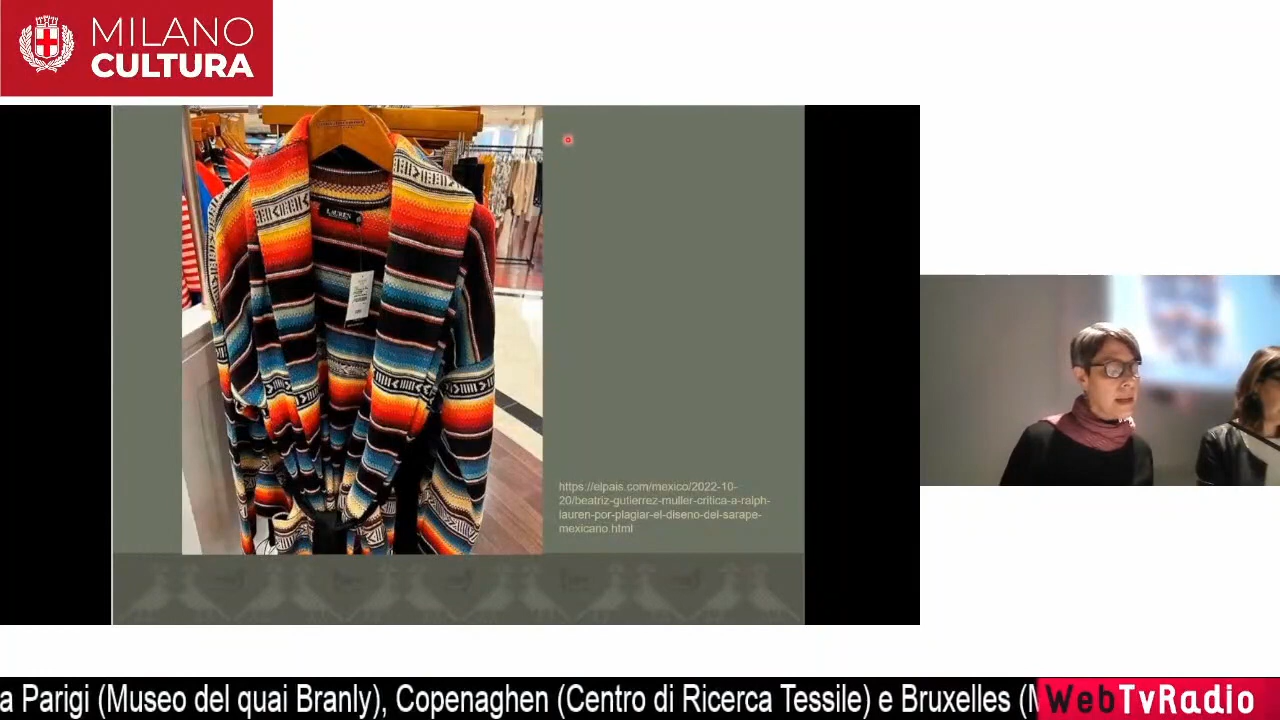 MILANO
CULTURA
LAUREN
https://elpais.com/mexico/2022-10-
20/beatriz-gutierrez-muller-critica-a-ralph-
lauren-por-plagiar-el-diseno-del-sarape-
mexicano.html
a Parigi (Museo del quai Branly), Copenaghen (Centro di Ricerca Tessile) e Bruxelles (M
WebTvRadio